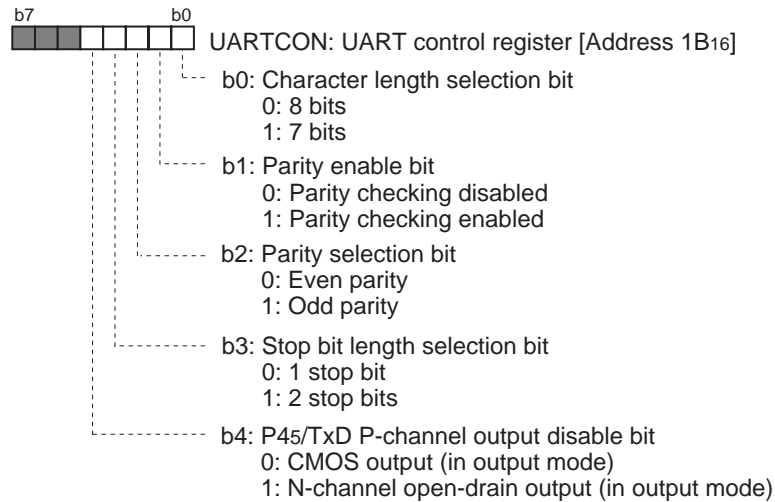 b7 b0
UARTCON: UART control register [Address 1B16]
b0: Character length selection bit
0: 8 bits
1: 7 bits
b1: Parity enable bit
0: Parity checking disabled
1: Parity checking enabled
b2: Parity selection bit
0: Even parity
1: Odd parity
b3: Stop bit length selection bit
0: 1 stop bit
1: 2 stop bits
b4: P45/TxD P-channel output disable bit
0: CMOS output (in output mode)
1: N-channel open-drain output (in output mode)